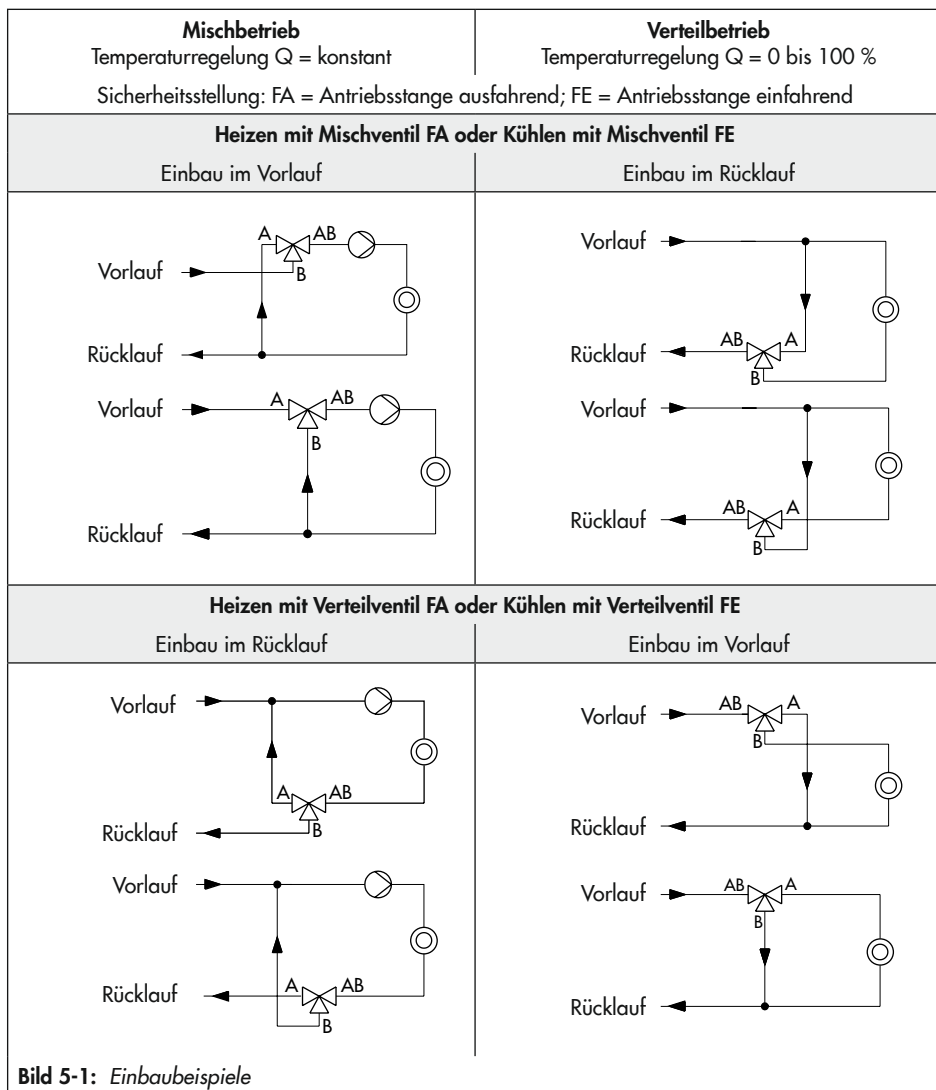 Mischbetrieb
Temperaturregelung Q = konstant
Verteilbetrieb
Temperaturregelung Q = 0 bis 100 %
Sicherheitsstellung: FA = Antriebsstange ausfahrend; FE = Antriebsstange einfahrend
Heizen mit Mischventil FA oder Kühlen mit Mischventil FE
Einbau im Vorlauf
Einbau im Rücklauf
A AB
Vorlauf
B
Rücklauf
Vorlauf
A AB
B
Rücklauf
Vorlauf
AB A
Rücklauf
B
Vorlauf
AB A
Rücklauf
B
Heizen mit Verteilventil FA oder Kühlen mit Verteilventil FE
Einbau im Rücklauf
Einbau im Vorlauf
Vorlauf
A AB
Rücklauf
B
Vorlauf
A AB
Rücklauf
B
Vorlauf
AB A
B
Rücklauf
Vorlauf
AB A
B
Rücklauf
Bild 5-1: Einbaubeispiele